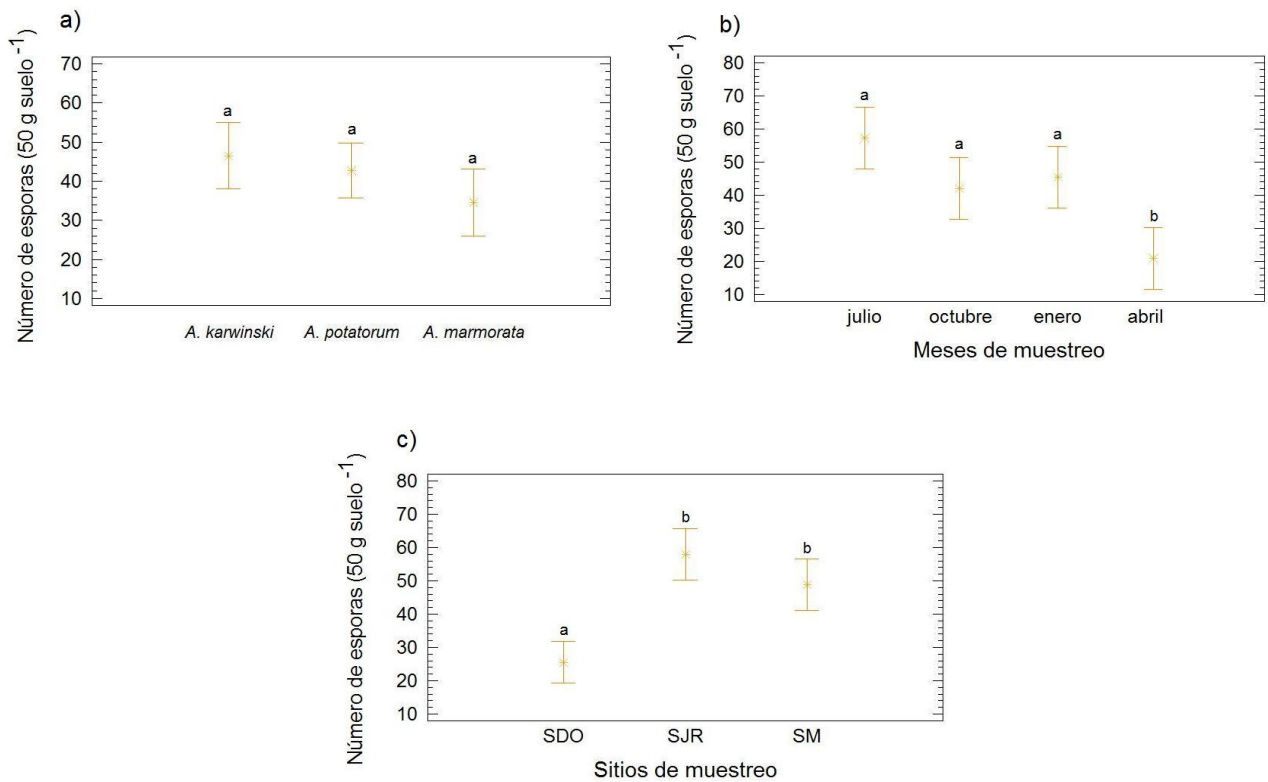 a)
Número de esporas (50 g suelo -1)
70
60
50
40
30
20
10
a
a
a
A. karwinski
A. potatorum
A. marmorata
b)
Número de esporas (50 g suelo -1)
80
70
60
50
40
30
20
10
a
a
a
b
julio
octubre
enero
abril
Meses de muestreo
c)
Número de esporas (50 g suelo -1)
80
70
60
50
40
30
20
10
a
b
b
SDO
SJR
SM
Sitios de muestreo